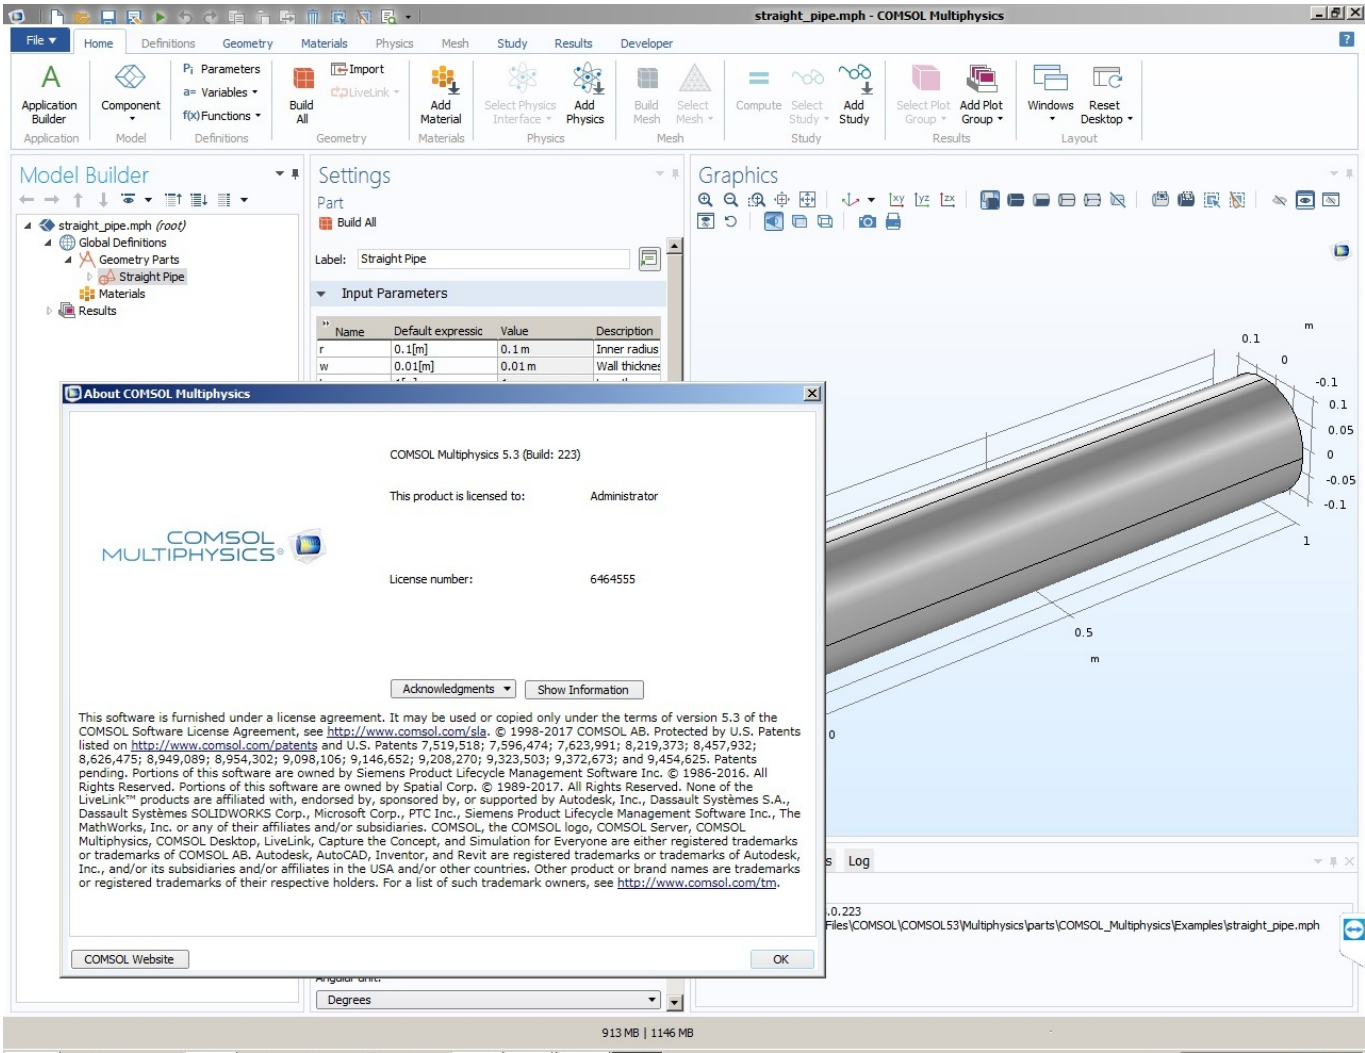 straight_pipe.mph - COMSOL Multiphysics
File Home Definitions Geometry Materials Physics Mesh Study Results Developer
Application Builder
Application
Component
Model
Pi Parameters
a= Variables
f(x) Functions
Definitions
Build All
Import
LiveLink
Geometry
Add Material
Materials
Select Physics Interface
Add Physics
Physics
Build Mesh
Select Mesh
Mesh
Compute
Select Study
Add Study
Study
Select Plot Group
Add Plot Group
Results
Windows
Reset Desktop
Layout
Model Builder
straight_pipe.mph (root)
Global Definitions
Geometry Parts
Straight Pipe
Materials
Results
Settings
Part
Build All
Label: Straight Pipe
Input Parameters
Name Default expressic Value Description
r 0.1[m] 0.1 m Inner radius
w 0.01[m] 0.01 m Wall thicknes
Graphics
xy yz zx
m
0.1
0
-0.1
0.1
0.05
0
-0.05
-0.1
1
0.5
m
0
About COMSOL Multiphysics
COMSOL Multiphysics 5.3 (Build: 223)
This product is licensed to: Administrator
COMSOL
MULTIPHYSICS®
License number: 6464555
Acknowledgments Show Information
This software is furnished under a license agreement. It may be used or copied only under the terms of version 5.3 of the
COMSOL Software License Agreement, see http://www.comsol.com/sla. © 1998-2017 COMSOL AB. Protected by U.S. Patents
listed on http://www.comsol.com/patents and U.S. Patents 7,519,518; 7,596,474; 7,623,991; 8,219,373; 8,457,932;
8,626,475; 8,949,089; 8,954,302; 9,098,106; 9,146,652; 9,208,270; 9,323,503; 9,372,673; and 9,454,625. Patents
pending. Portions of this software are owned by Siemens Product Lifecycle Management Software Inc. © 1986-2016. All
Rights Reserved. Portions of this software are owned by Spatial Corp. © 1989-2017. All Rights Reserved. None of the
LiveLink™ products are affiliated with, endorsed by, sponsored by, or supported by Autodesk, Inc., Dassault Systèmes S.A.,
Dassault Systèmes SOLIDWORKS Corp., Microsoft Corp., PTC Inc., Siemens Product Lifecycle Management Software Inc., The
MathWorks, Inc. or any of their affiliates and/or subsidiaries. COMSOL, the COMSOL logo, COMSOL Server, COMSOL
Multiphysics, COMSOL Desktop, LiveLink, Capture the Concept, and Simulation for Everyone are either registered trademarks
or trademarks of COMSOL AB. Autodesk, AutoCAD, Inventor, and Revit are registered trademarks or trademarks of Autodesk,
Inc., and/or its subsidiaries and/or affiliates in the USA and/or other countries. Other product or brand names are trademarks
or registered trademarks of their respective holders. For a list of such trademark owners, see http://www.comsol.com/tm.
COMSOL Website OK
s Log
.0.223
Files\COMSOL\COMSOL53\Multiphysics\parts\COMSOL_Multiphysics\Examples\straight_pipe.mph
Degrees
913 MB | 1146 MB